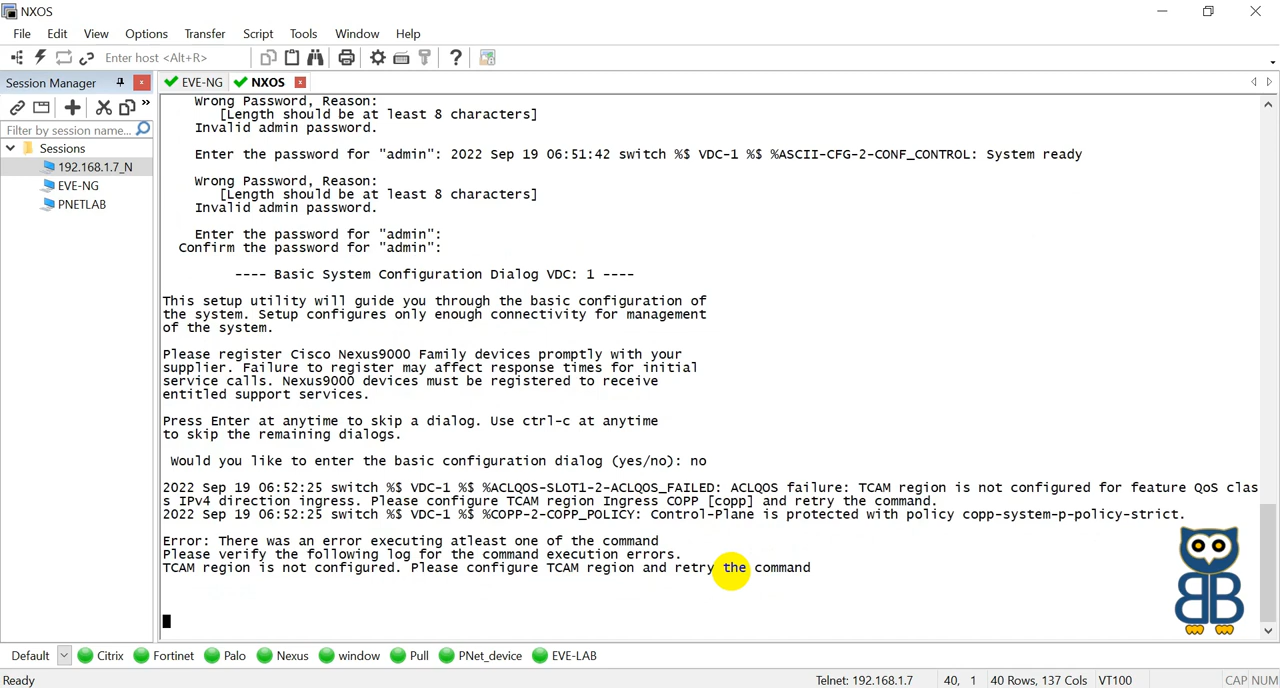 NXOS
File Edit View Options Transfer Script Tools Window Help
Enter host <Alt+R>
Session Manager
EVE-NG NXOS
Filter by session name...
Sessions
192.168.1.7_N
EVE-NG
PNETLAB
Wrong Password, Reason:
[Length should be at least 8 characters]
Invalid admin password.
Enter the password for "admin": 2022 Sep 19 06:51:42 switch %$ VDC-1 %$ %ASCII-CFG-2-CONF_CONTROL: System ready
Wrong Password, Reason:
[Length should be at least 8 characters]
Invalid admin password.
Enter the password for "admin":
Confirm the password for "admin":
---- Basic System Configuration Dialog VDC: 1 ----
This setup utility will guide you through the basic configuration of
the system. Setup configures only enough connectivity for management
of the system.
Please register Cisco Nexus9000 Family devices promptly with your
supplier. Failure to register may affect response times for initial
service calls. Nexus9000 devices must be registered to receive
entitled support services.
Press Enter at anytime to skip a dialog. Use ctrl-c at anytime
to skip the remaining dialogs.
Would you like to enter the basic configuration dialog (yes/no): no
2022 Sep 19 06:52:25 switch %$ VDC-1 %$ %ACLQOS-SLOT1-2-ACLQOS_FAILED: ACLQOS failure: TCAM region is not configured for feature QoS clas
s IPv4 direction ingress. Please configure TCAM region Ingress COPP [copp] and retry the command.
2022 Sep 19 06:52:25 switch %$ VDC-1 %$ %COPP-2-COPP_POLICY: Control-Plane is protected with policy copp-system-p-policy-strict.
Error: There was an error executing atleast one of the command
Please verify the following log for the command execution errors.
TCAM region is not configured. Please configure TCAM region and retry the command
Default Citrix Fortinet Palo Nexus window Pull PNet_device EVE-LAB
Ready Telnet: 192.168.1.7 40, 1 40 Rows, 137 Cols VT100 CAP NUM